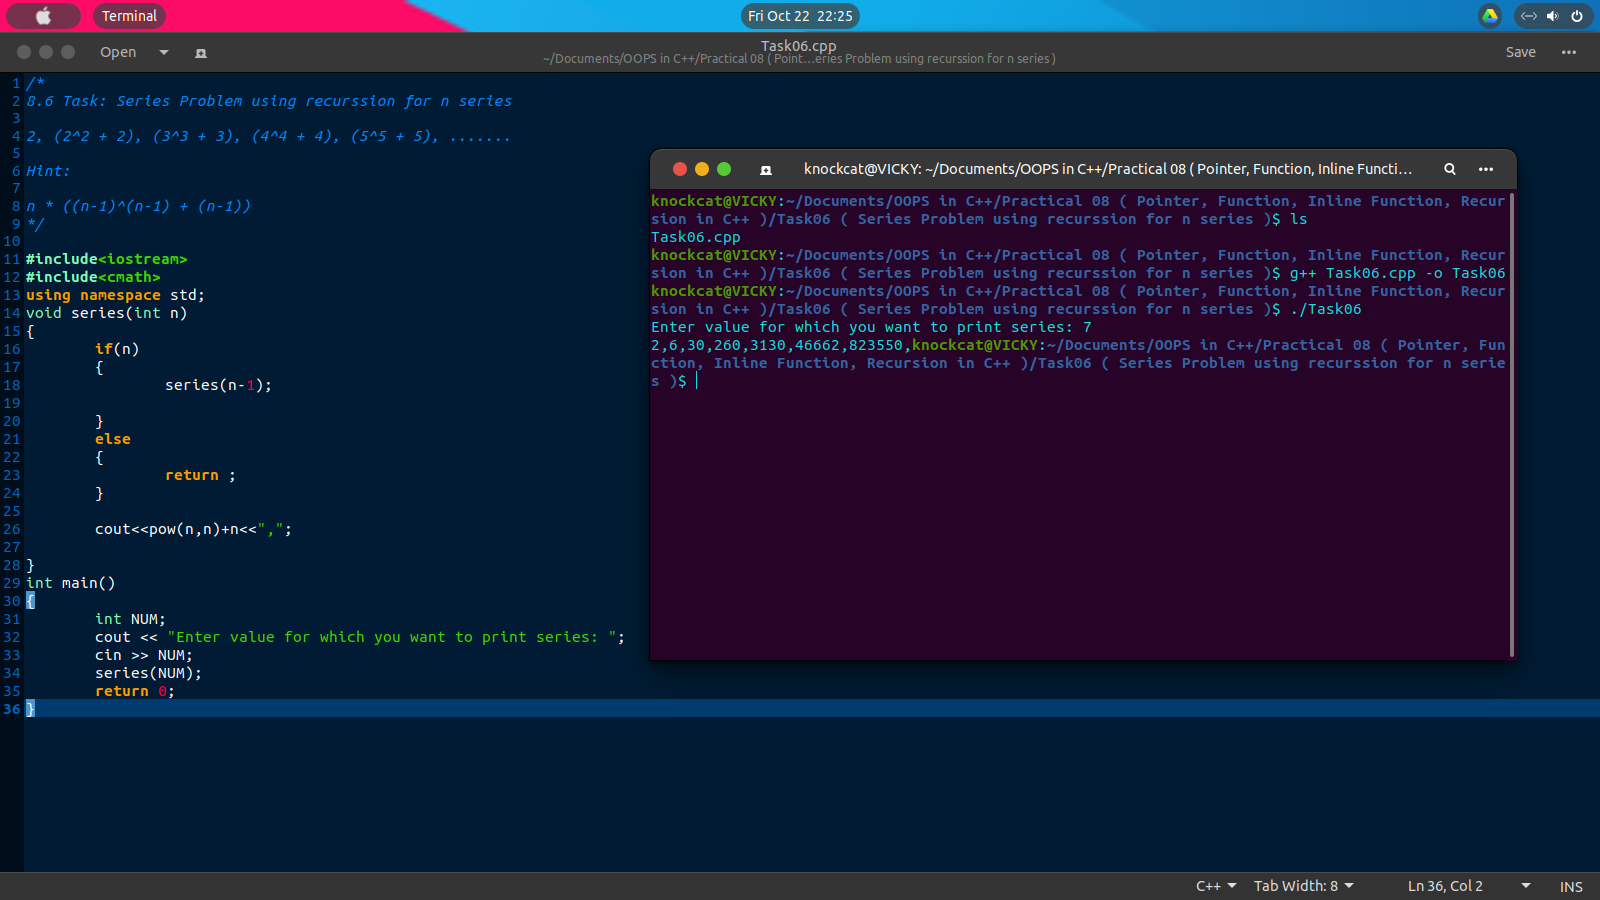 Terminal
Fri Oct 22 22:25
Open
Task06.cpp
~/Documents/OOPS in C++/Practical 08 ( Point...eries Problem using recurssion for n series )
Save
1 /*
2 8.6 Task: Series Problem using recurssion for n series
3
4 2, (2^2 + 2), (3^3 + 3), (4^4 + 4), (5^5 + 5), .......
5
6 Hint:
7
8 n * ((n-1)^(n-1) + (n-1))
9 */
10
11 #include<iostream>
12 #include<cmath>
13 using namespace std;
14 void series(int n)
15 {
16 if(n)
17 {
18 series(n-1);
19
20 }
21 else
22 {
23 return ;
24 }
25
26 cout<<pow(n,n)+n<<",";
27
28 }
29 int main()
30 {
31 int NUM;
32 cout << "Enter value for which you want to print series: ";
33 cin >> NUM;
34 series(NUM);
35 return 0;
36 }
knockcat@VICKY: ~/Documents/OOPS in C++/Practical 08 ( Pointer, Function, Inline Functi...
knockcat@VICKY:~/Documents/OOPS in C++/Practical 08 ( Pointer, Function, Inline Function, Recur
sion in C++ )/Task06 ( Series Problem using recurssion for n series )$ ls
Task06.cpp
knockcat@VICKY:~/Documents/OOPS in C++/Practical 08 ( Pointer, Function, Inline Function, Recur
sion in C++ )/Task06 ( Series Problem using recurssion for n series )$ g++ Task06.cpp -o Task06
knockcat@VICKY:~/Documents/OOPS in C++/Practical 08 ( Pointer, Function, Inline Function, Recur
sion in C++ )/Task06 ( Series Problem using recurssion for n series )$ ./Task06
Enter value for which you want to print series: 7
2,6,30,260,3130,46662,823550,knockcat@VICKY:~/Documents/OOPS in C++/Practical 08 ( Pointer, Fun
ction, Inline Function, Recursion in C++ )/Task06 ( Series Problem using recurssion for n serie
s )$
C++
Tab Width: 8
Ln 36, Col 2
INS